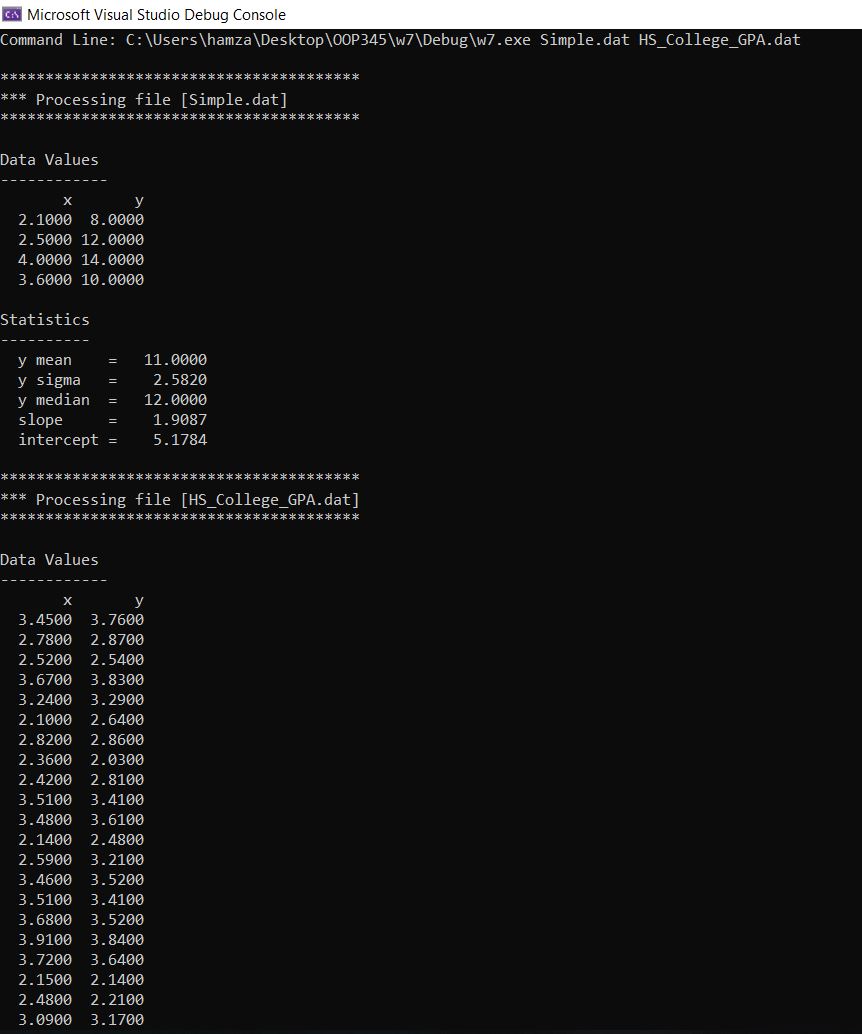 Microsoft Visual Studio Debug Console
Command Line: C:\Users\hamza\Desktop\OOP345\w7\Debug\w7.exe Simple.dat HS_College_GPA.dat
****************************************
*** Processing file [Simple.dat]
****************************************
Data Values
------------
       x       y
  2.1000  8.0000
  2.5000 12.0000
  4.0000 14.0000
  3.6000 10.0000
Statistics
----------
  y mean    =   11.0000
  y sigma   =    2.5820
  y median  =   12.0000
  slope     =    1.9087
  intercept =    5.1784
****************************************
*** Processing file [HS_College_GPA.dat]
****************************************
Data Values
------------
       x       y
  3.4500  3.7600
  2.7800  2.8700
  2.5200  2.5400
  3.6700  3.8300
  3.2400  3.2900
  2.1000  2.6400
  2.8200  2.8600
  2.3600  2.0300
  2.4200  2.8100
  3.5100  3.4100
  3.4800  3.6100
  2.1400  2.4800
  2.5900  3.2100
  3.4600  3.5200
  3.5100  3.4100
  3.6800  3.5200
  3.9100  3.8400
  3.7200  3.6400
  2.1500  2.1400
  2.4800  2.2100
  3.0900  3.1700